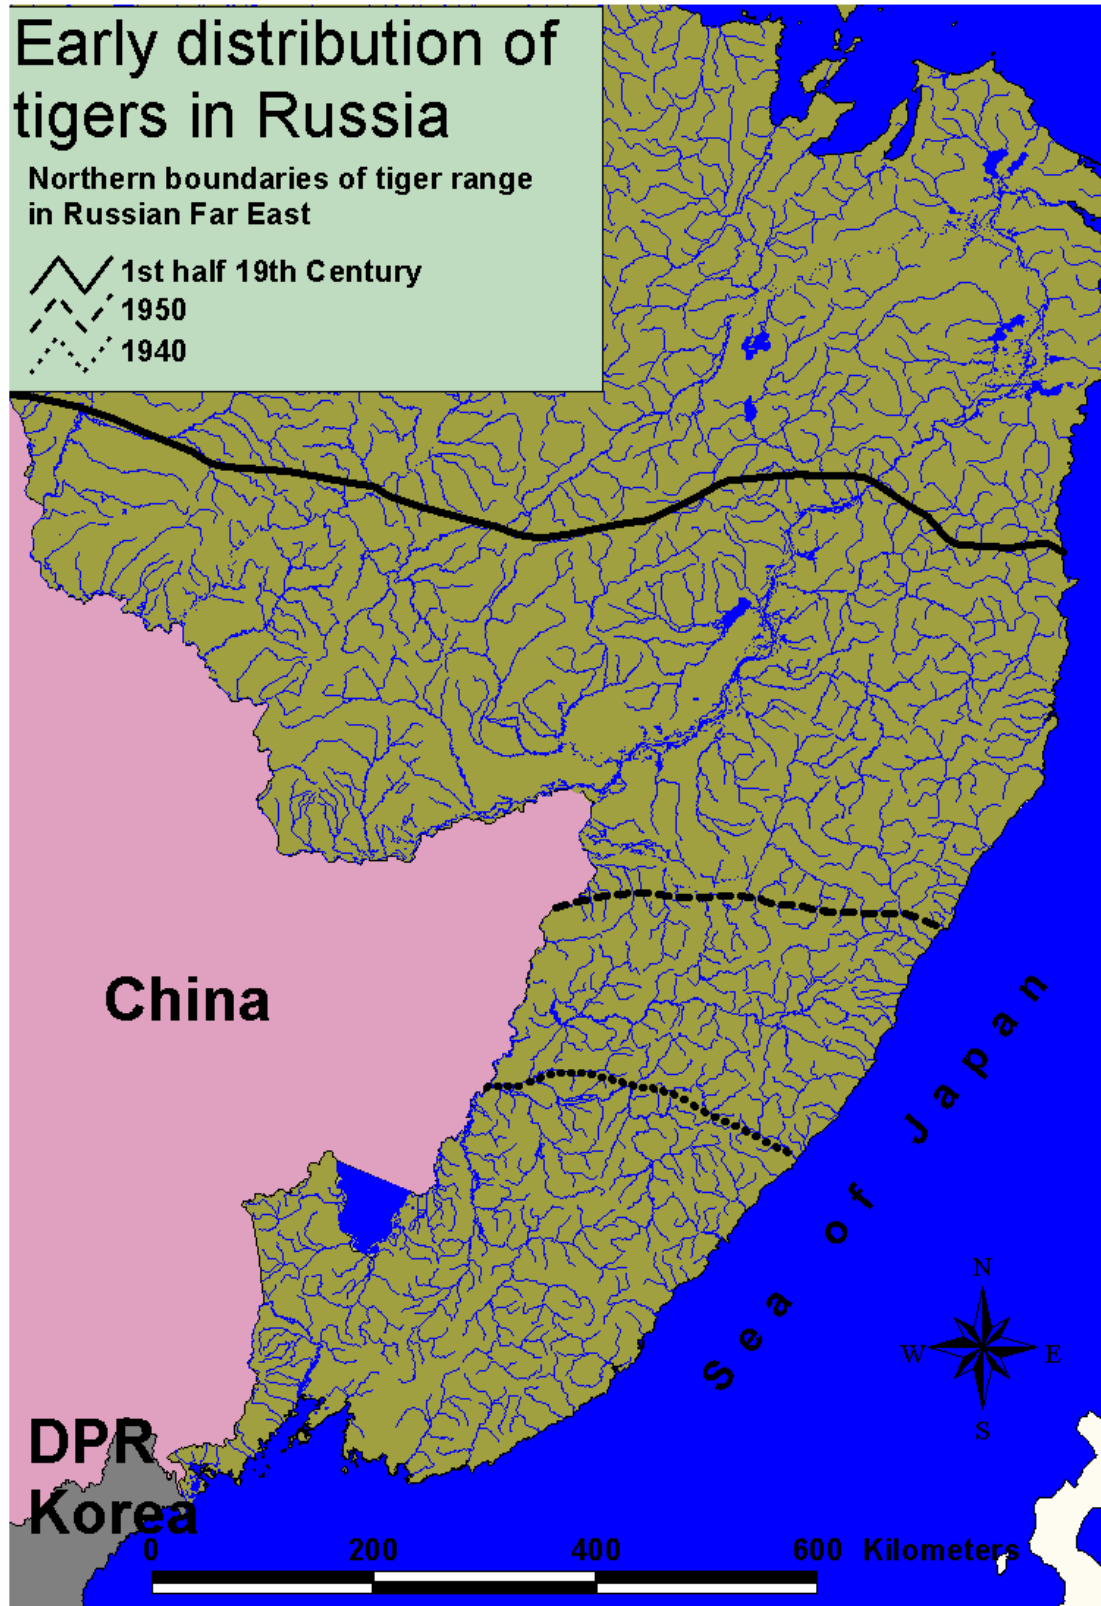 Early distribution of
tigers in Russia
Northern boundaries of tiger range
in Russian Far East
1st half 19th Century
1950
1940
China
Sea of Japan
N
W E
S
DPR
Korea
0 200 400 600 Kilometers